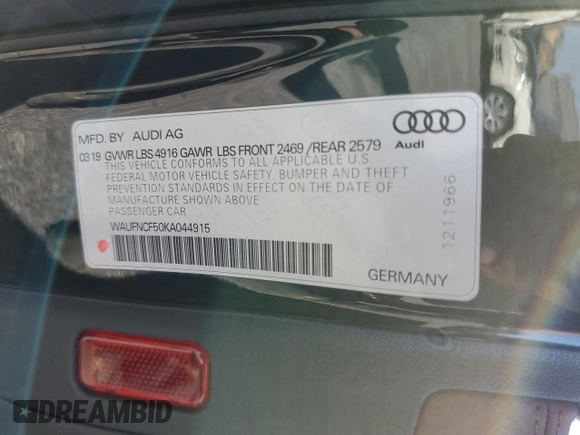 MFD. BY AUDI AG
03 19 GVWR LBS 4916 GAWR LBS FRONT 2469 /REAR 2579
THIS VEHICLE CONFORMS TO ALL APPLICABLE U.S.
FEDERAL MOTOR VEHICLE SAFETY, BUMPER AND THEFT
PREVENTION STANDARDS IN EFFECT ON THE DATE OF
MANUFACTURE SHOWN ABOVE
PASSENGER CAR
WAUFNCF50KA044915
Audi
1211966
GERMANY
DREAMBID